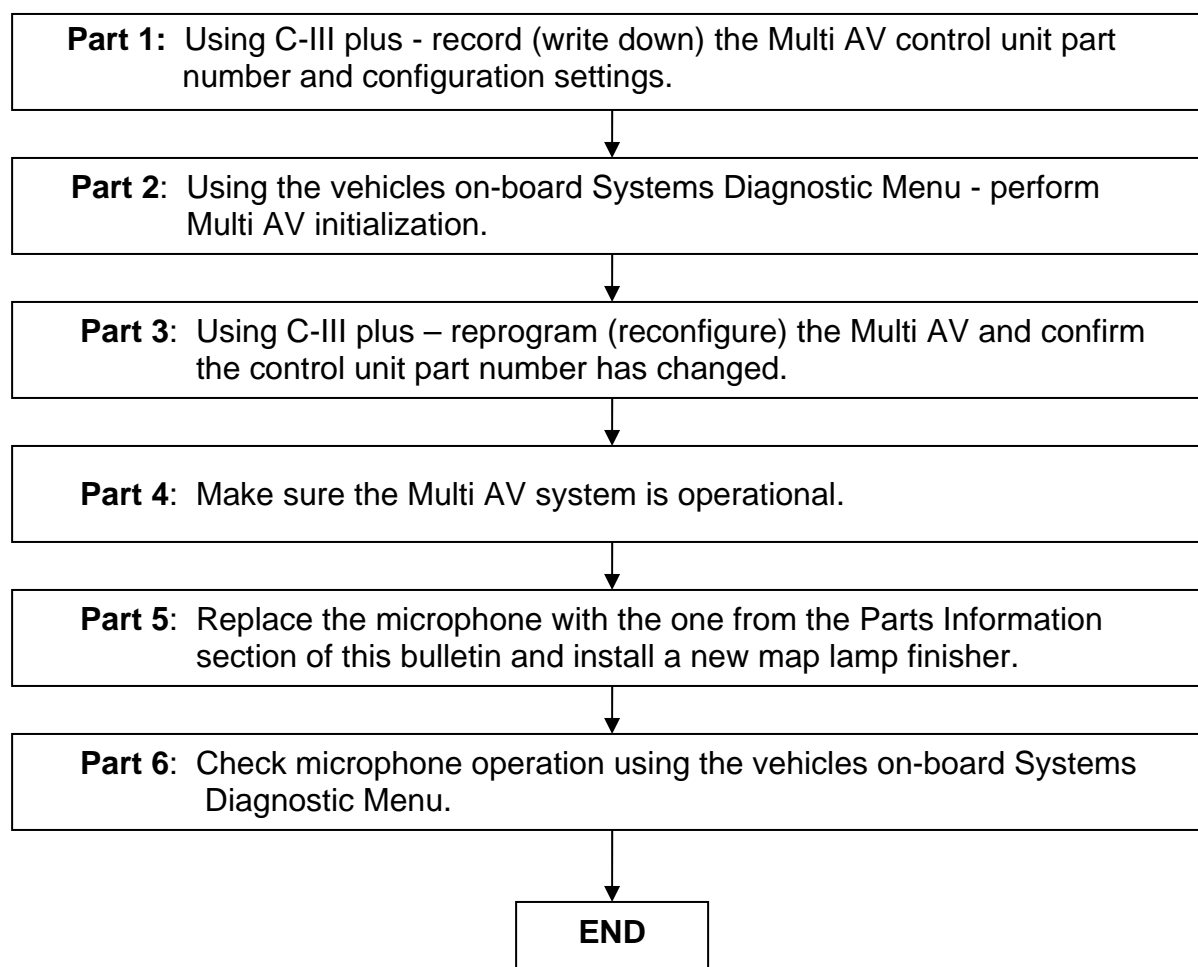 Part 1: Using C-III plus - record (write down) the Multi AV control unit part
number and configuration settings.
Part 2: Using the vehicles on-board Systems Diagnostic Menu - perform
Multi AV initialization.
Part 3: Using C-III plus – reprogram (reconfigure) the Multi AV and confirm
the control unit part number has changed.
Part 4: Make sure the Multi AV system is operational.
Part 5: Replace the microphone with the one from the Parts Information
section of this bulletin and install a new map lamp finisher.
Part 6: Check microphone operation using the vehicles on-board Systems
Diagnostic Menu.
END